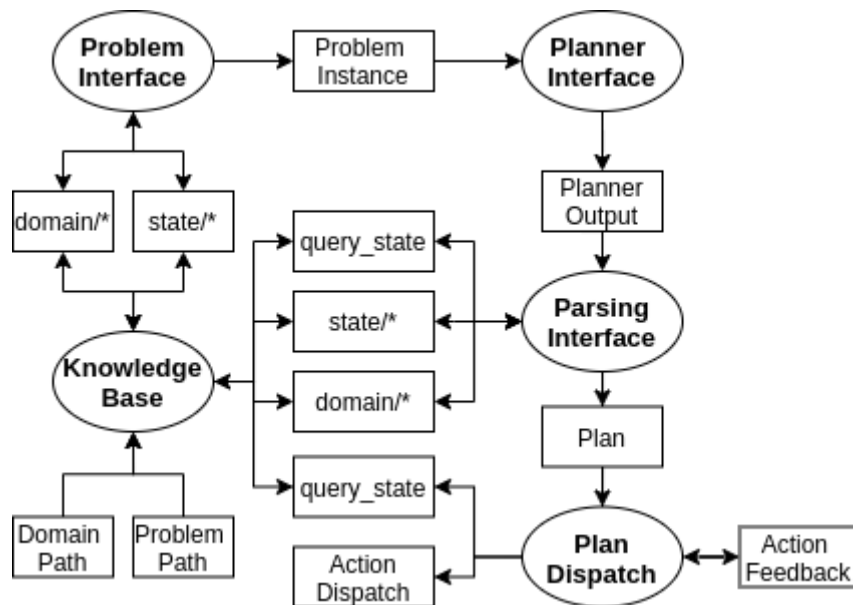 Problem
Interface
Problem
Instance
Planner
Interface
domain/*
state/*
Planner
Output
query_state
state/*
domain/*
query_state
Parsing
Interface
Knowledge
Base
Plan
Domain
Path
Problem
Path
Action
Dispatch
Plan
Dispatch
Action
Feedback